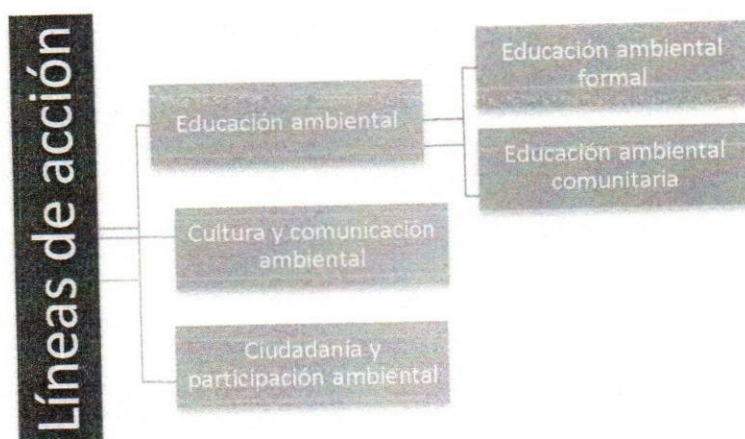 Líneas de acción
Educación ambiental
Educación ambiental
formal
Educación ambiental
comunitaria
Cultura y comunicación
ambiental
Ciudadanía y
participación ambiental